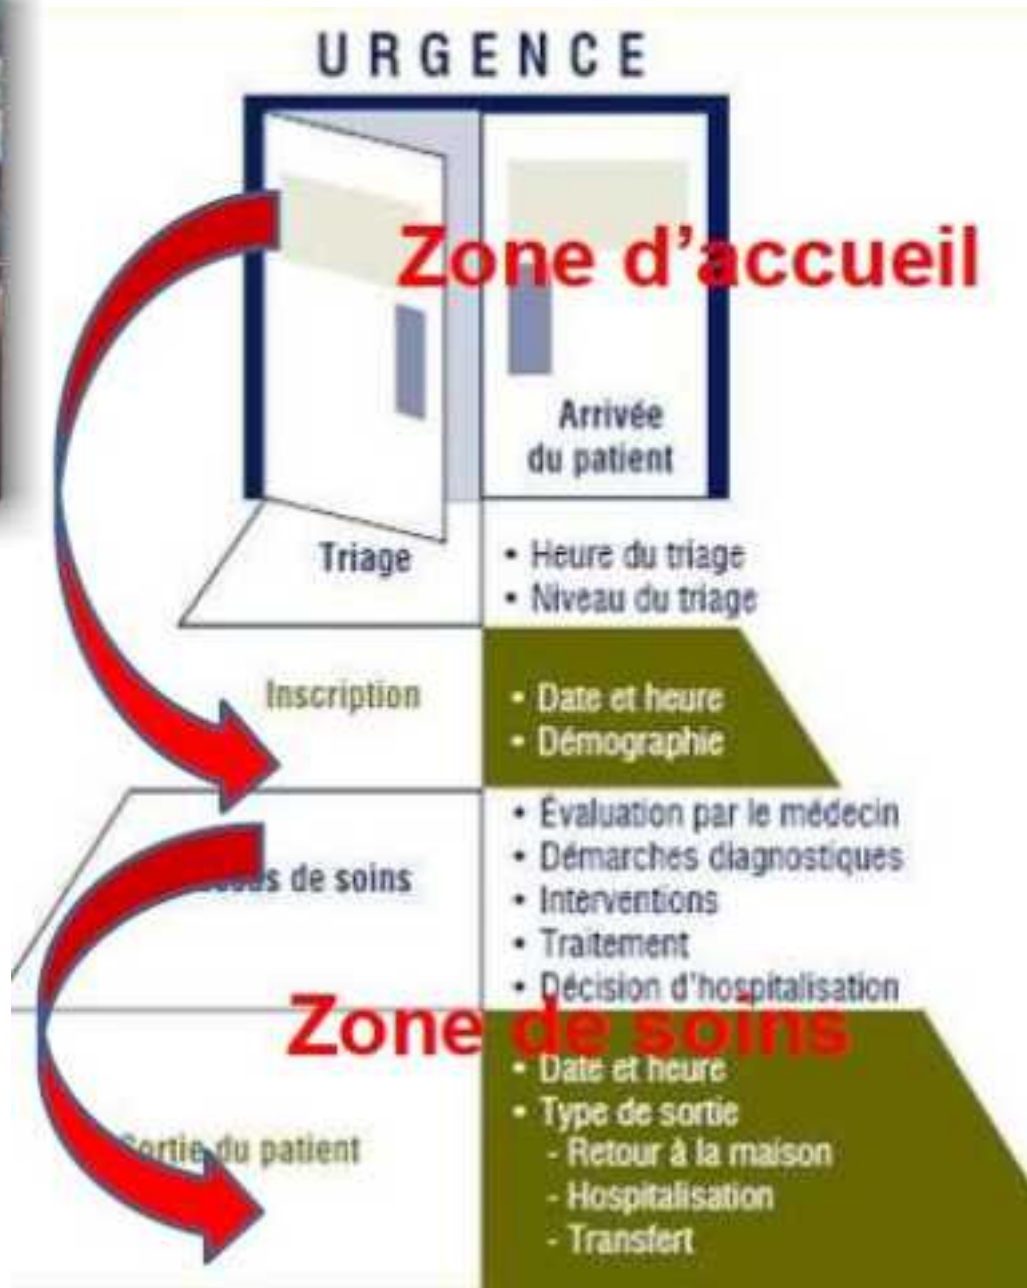 URGENCE
Zone d'accueil
Arrivée
du patient
Triage
• Heure du triage
• Niveau du triage
Inscription
• Date et heure
• Démographie
de soins
• Évaluation par le médecin
• Démarches diagnostiques
• Interventions
• Traitement
• Décision d'hospitalisation
Zone de soins
Sortie du patient
• Date et heure
• Type de sortie
- Retour à la maison
- Hospitalisation
- Transfert